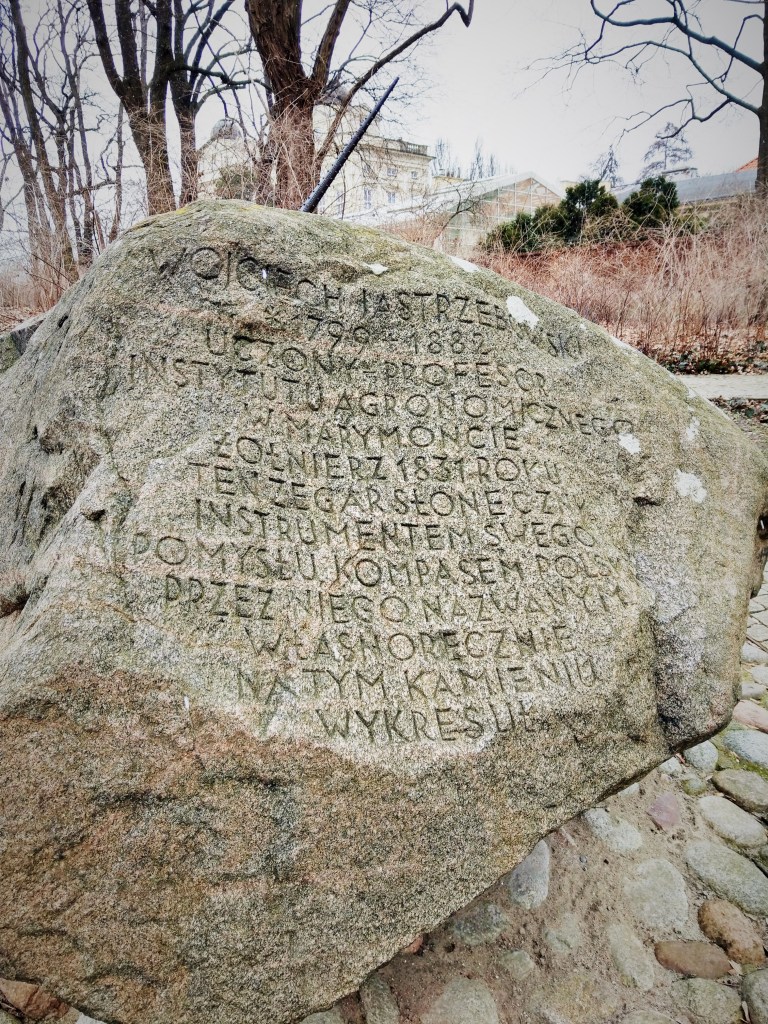 WOJCIECH JASTRZĘBOWSKI
* 1799 - 1882
UCZONY - PROFESOR
INSTYTUTU AGRONOMICZNEGO
W MARYMONCIE
ŻOŁNIERZ 1831 ROKU
TEN ZEGAR SŁONECZNY
INSTRUMENTEM SWEGO
POMYSŁU KOMPASEM POLSKIM
PRZEZ NIEGO NAZWANYM
WŁASNORĘCZNIE
NA TYM KAMIENIU
WYKREŚLIŁ